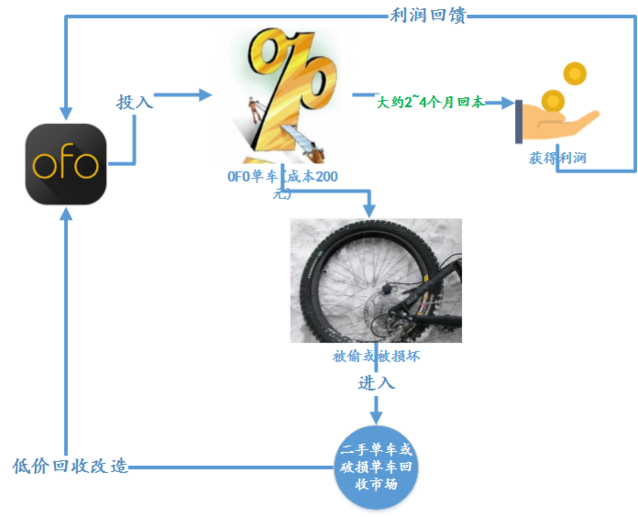 利润回馈
投入
大约2~4个月回本
ofo
获得利润
OFO单车(成本200
元)
被偷或被损坏
进入
二手单车或
破损单车回
收市场
低价回收改造